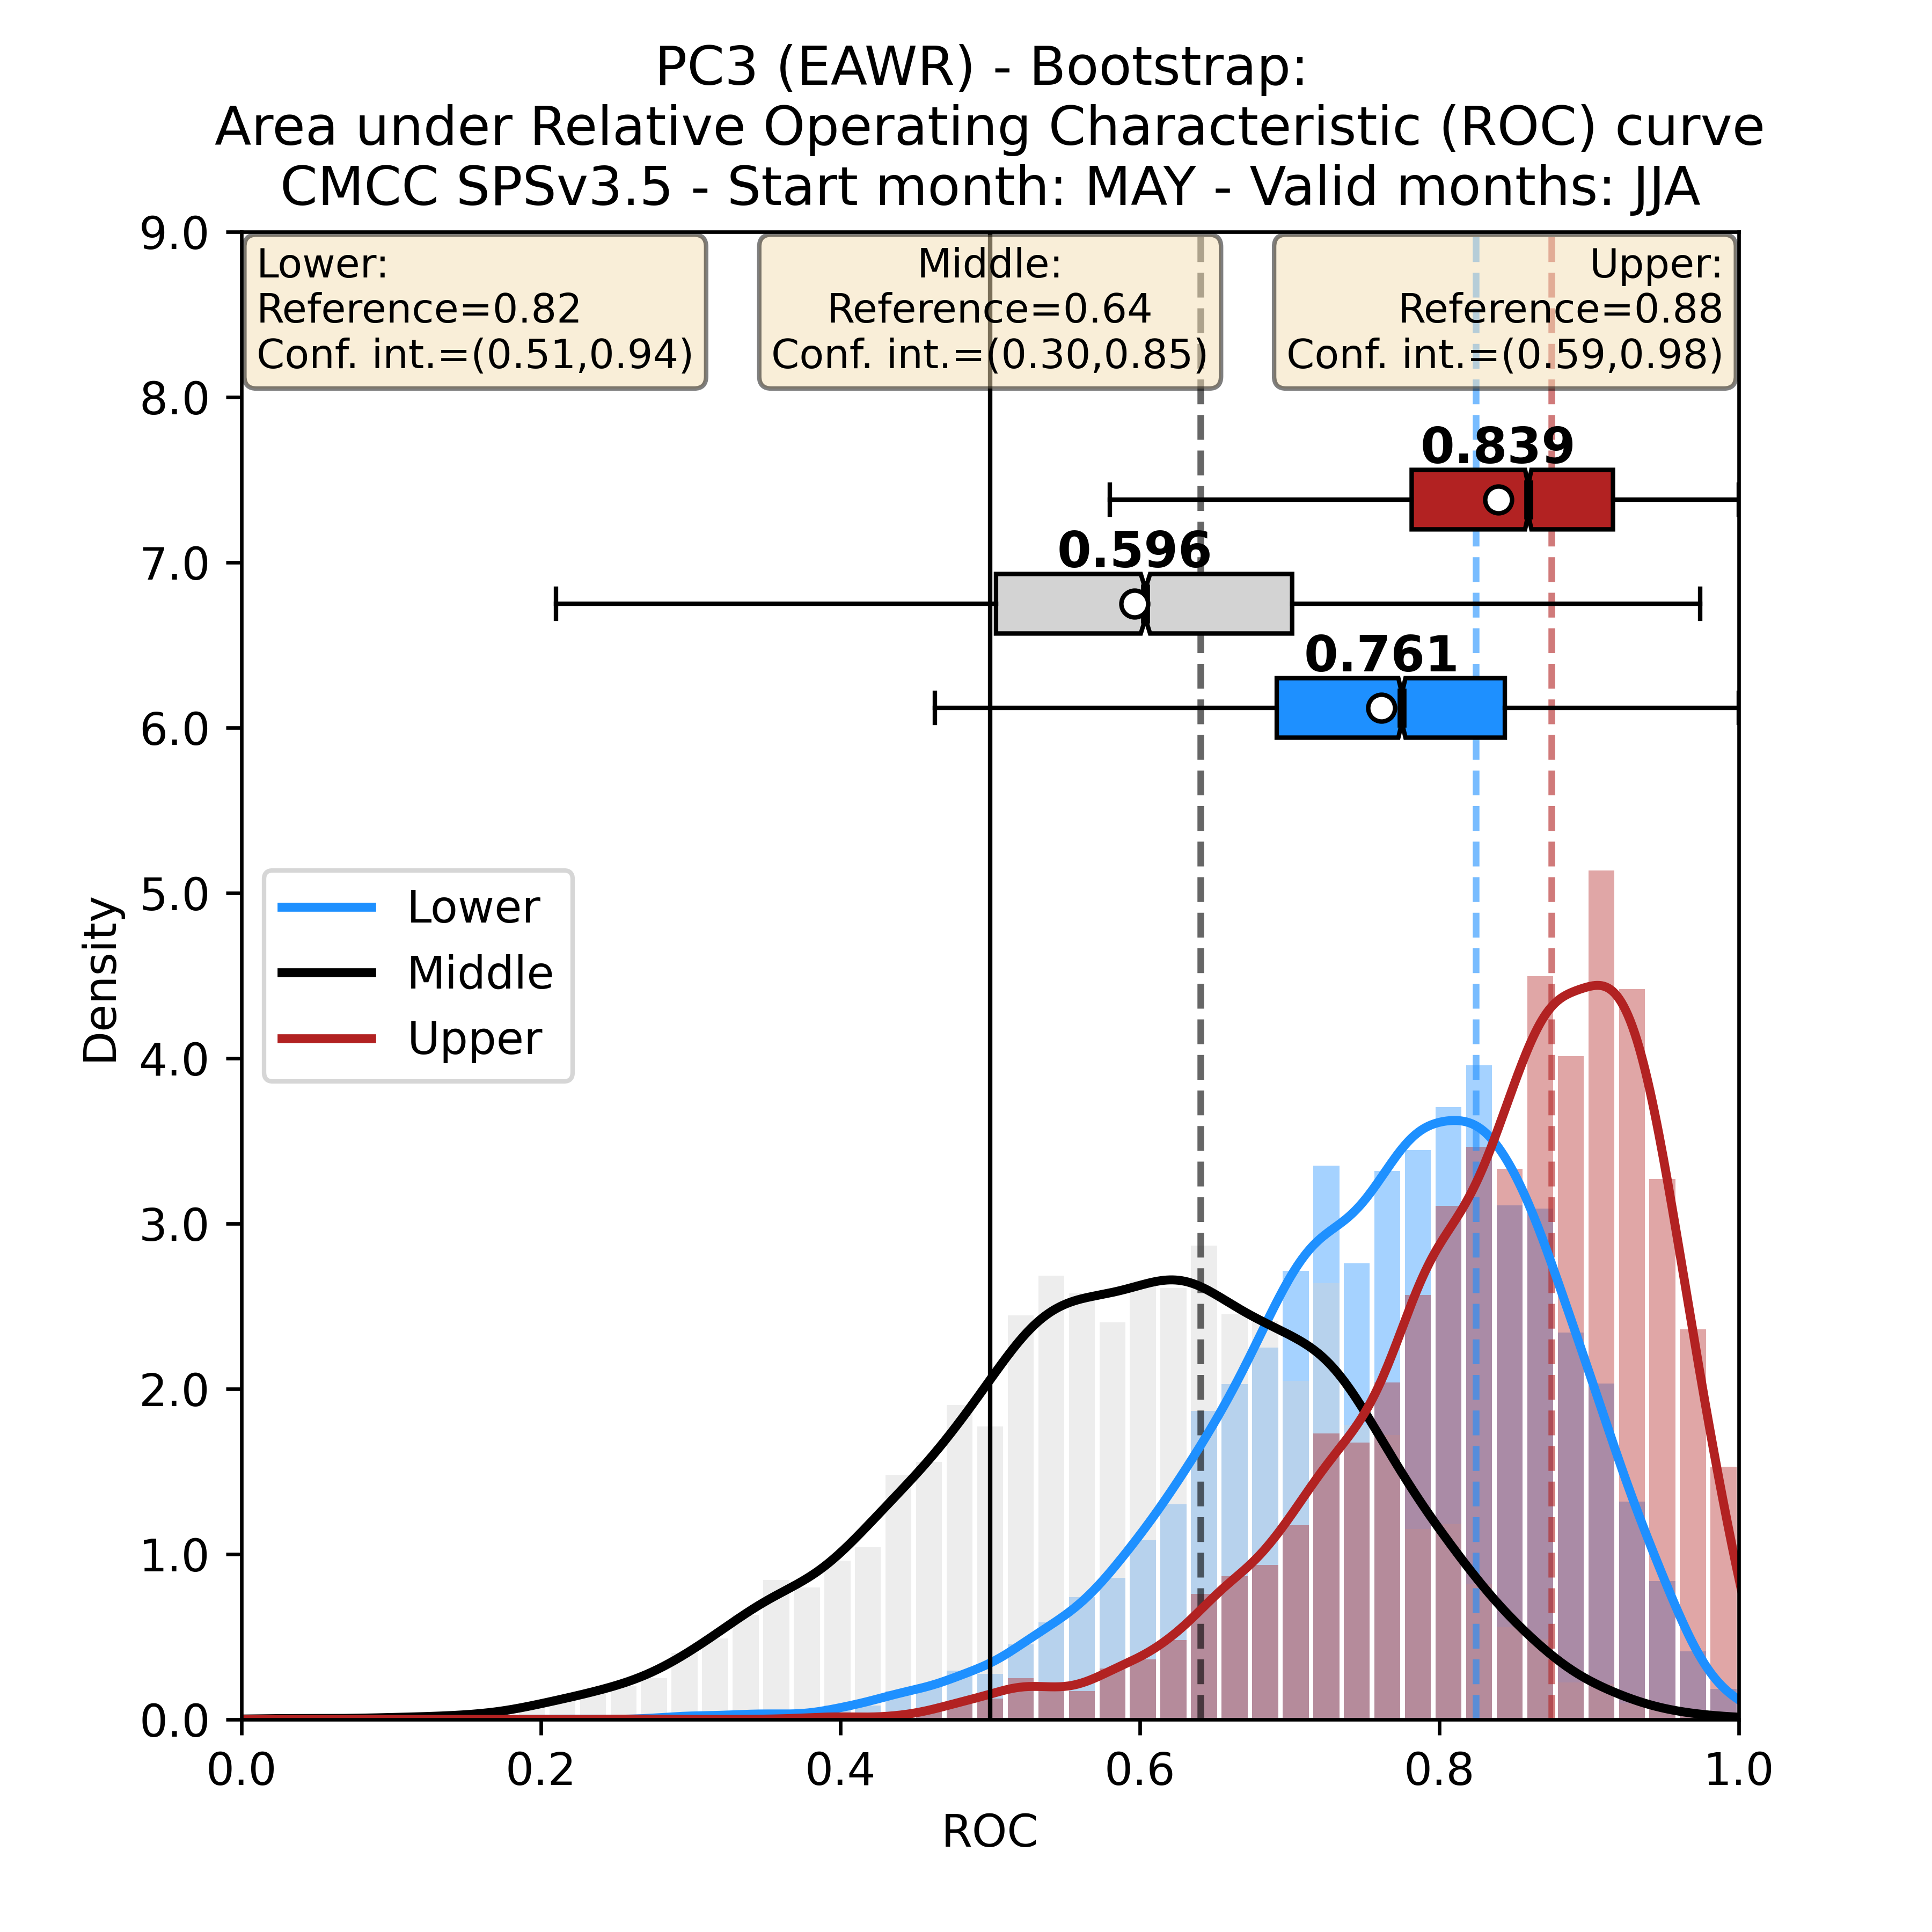 PC3 (EAWR) - Bootstrap:
Area under Relative Operating Characteristic (ROC) curve
CMCC SPSv3.5 - Start month: MAY - Valid months: JJA
Lower:
Reference=0.82
Conf. int.=(0.51,0.94)
Middle:
Reference=0.64
Conf. int.=(0.30,0.85)
Upper:
Reference=0.88
Conf. int.=(0.59,0.98)
0.839
0.596
0.761
Lower
Middle
Upper
Density
9.0
8.0
7.0
6.0
5.0
4.0
3.0
2.0
1.0
0.0
0.0 0.2 0.4 0.6 0.8 1.0
ROC